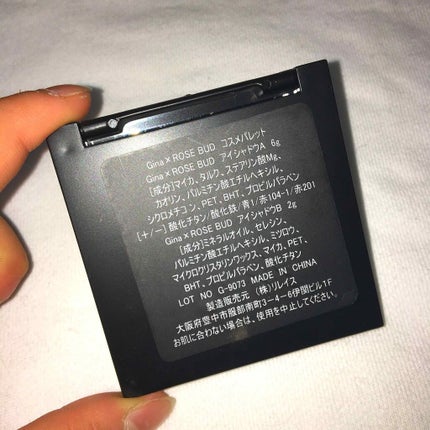 Gina×ROSE BUD コスメパレット
Gina×ROSE BUD アイシャドウA 6g
[成分]マイカ、タルク、ステアリン酸Mg、
カオリン、パルミチン酸エチルヘキシル、
シクロメチコン、PET、BHT、プロピルパラベン
[+/−]酸化チタン/酸化鉄/青1/赤104-1/赤201
Gina×ROSE BUD アイシャドウB 2g
[成分]ミネラルオイル、セレシン、
パルミチン酸エチルヘキシル、ミツロウ、
マイクロクリスタリンワックス、マイカ、PET、
BHT、プロピルパラベン、酸化チタン
LOT NO G-9073 MADE IN CHINA
製造販売元 (株)リレイス
大阪府豊中市服部南町3-4-6伊関ビル1F
お肌に合わない場合は、使用を中止してください。